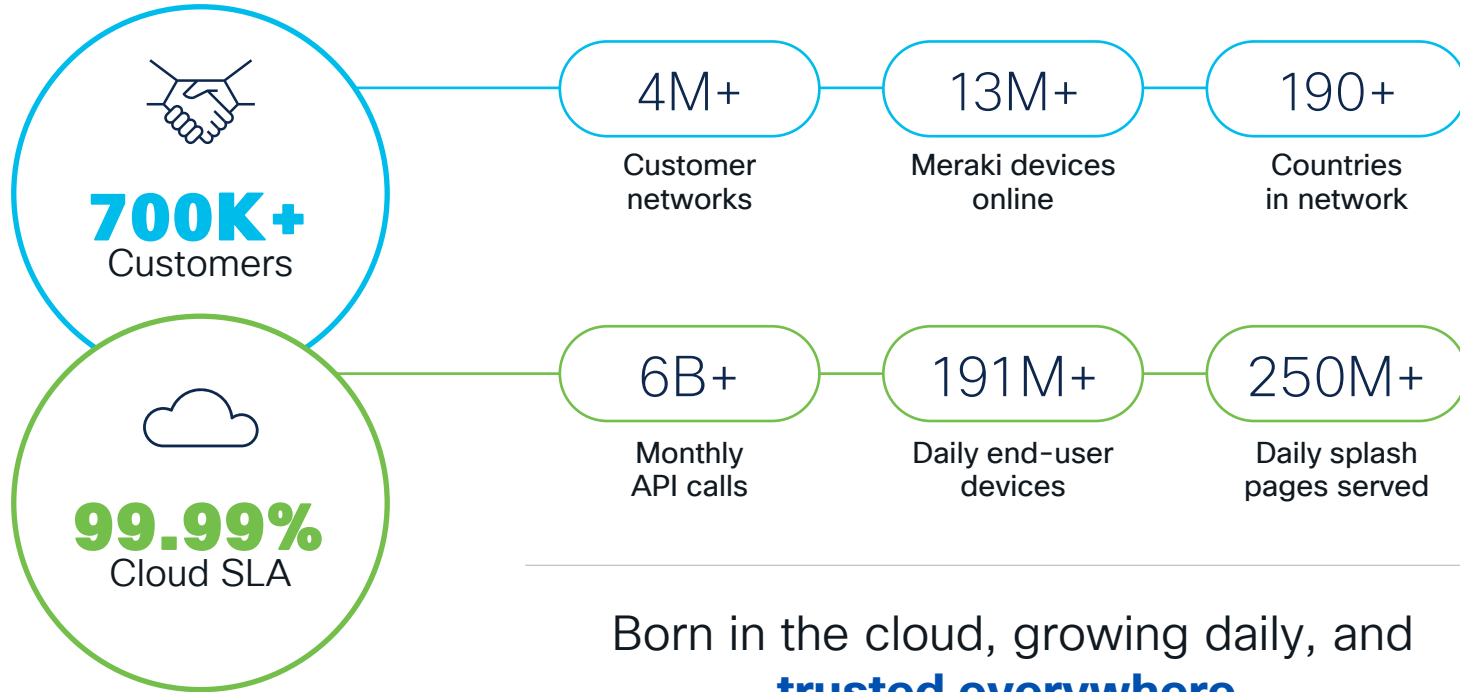 700K+
Customers
4M+
Customer
networks
13M+
Meraki devices
online
190+
Countries
in network
99.99%
Cloud SLA
6B+
Monthly
API calls
191M+
Daily end-user
devices
250M+
Daily splash
pages served
Born in the cloud, growing daily, and
trusted everywhere